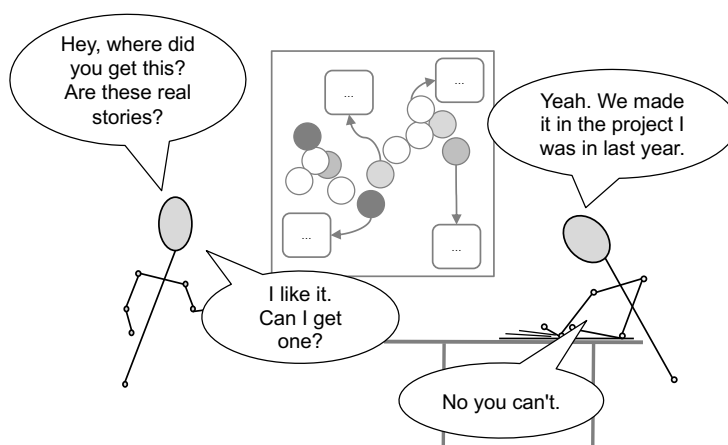 Hey, where did
you get this?
Are these real
stories?
Yeah. We made
it in the project I
was in last year.
I like it.
Can I get
one?
No you can't.
...
...
...
...